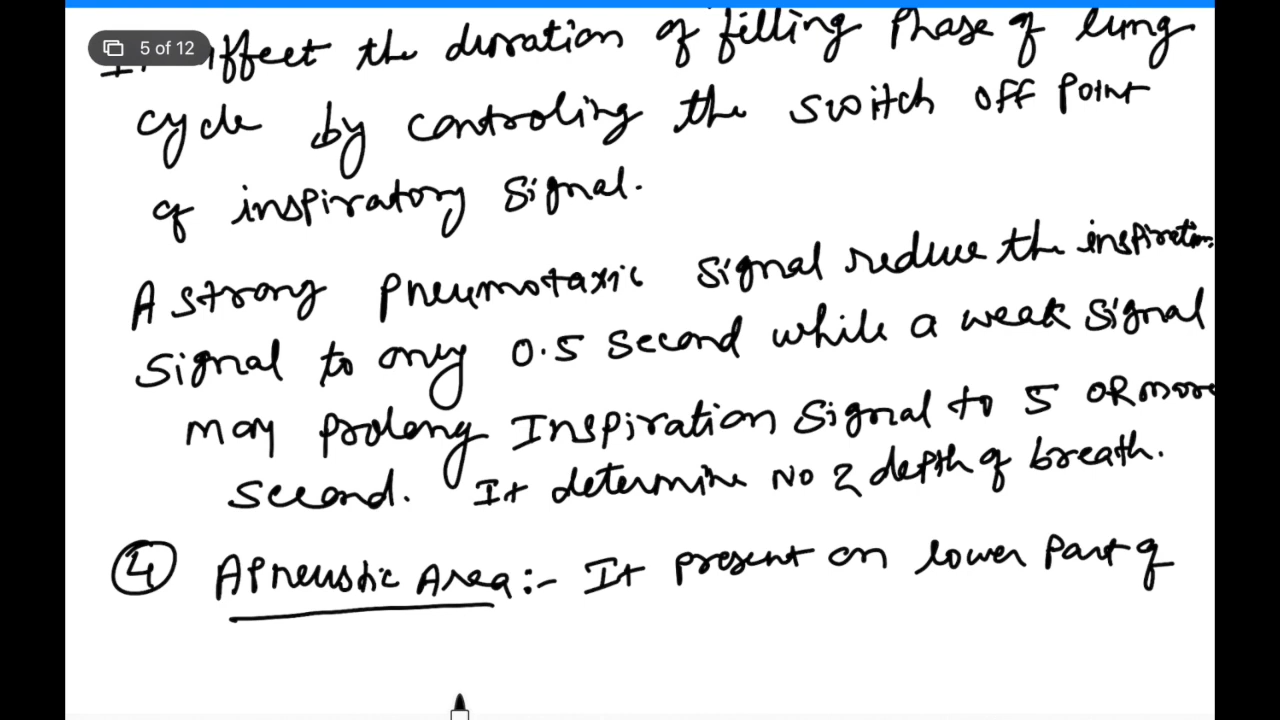 5 of 12
It affect the duration of filling Phase of lung
cycle by controling the switch off Point
of inspiratory signal.
A strong Pneumotaxic signal reduce the inspiration
signal to only 0.5 second while a weak signal
may prolong Inspiration signal to 5 OR more
second. It determine No & depth of breath.
4 Apneustic Area:- It present on lower Part of